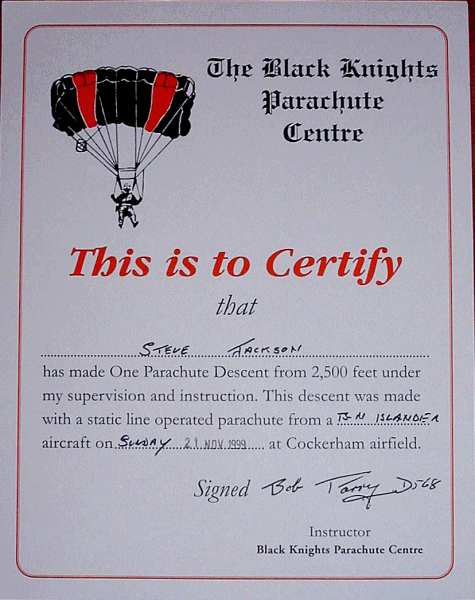 The Black Knights
Parachute
Centre
This is to Certify
that
STEVE JACKSON
has made One Parachute Descent from 2,500 feet under
my supervision and instruction. This descent was made
with a static line operated parachute from a ISLANDER
aircraft on SUNDAY 21 NOV 1999 at Cockerham airfield.
Signed Bob
Instructor
Black Knights Parachute Centre